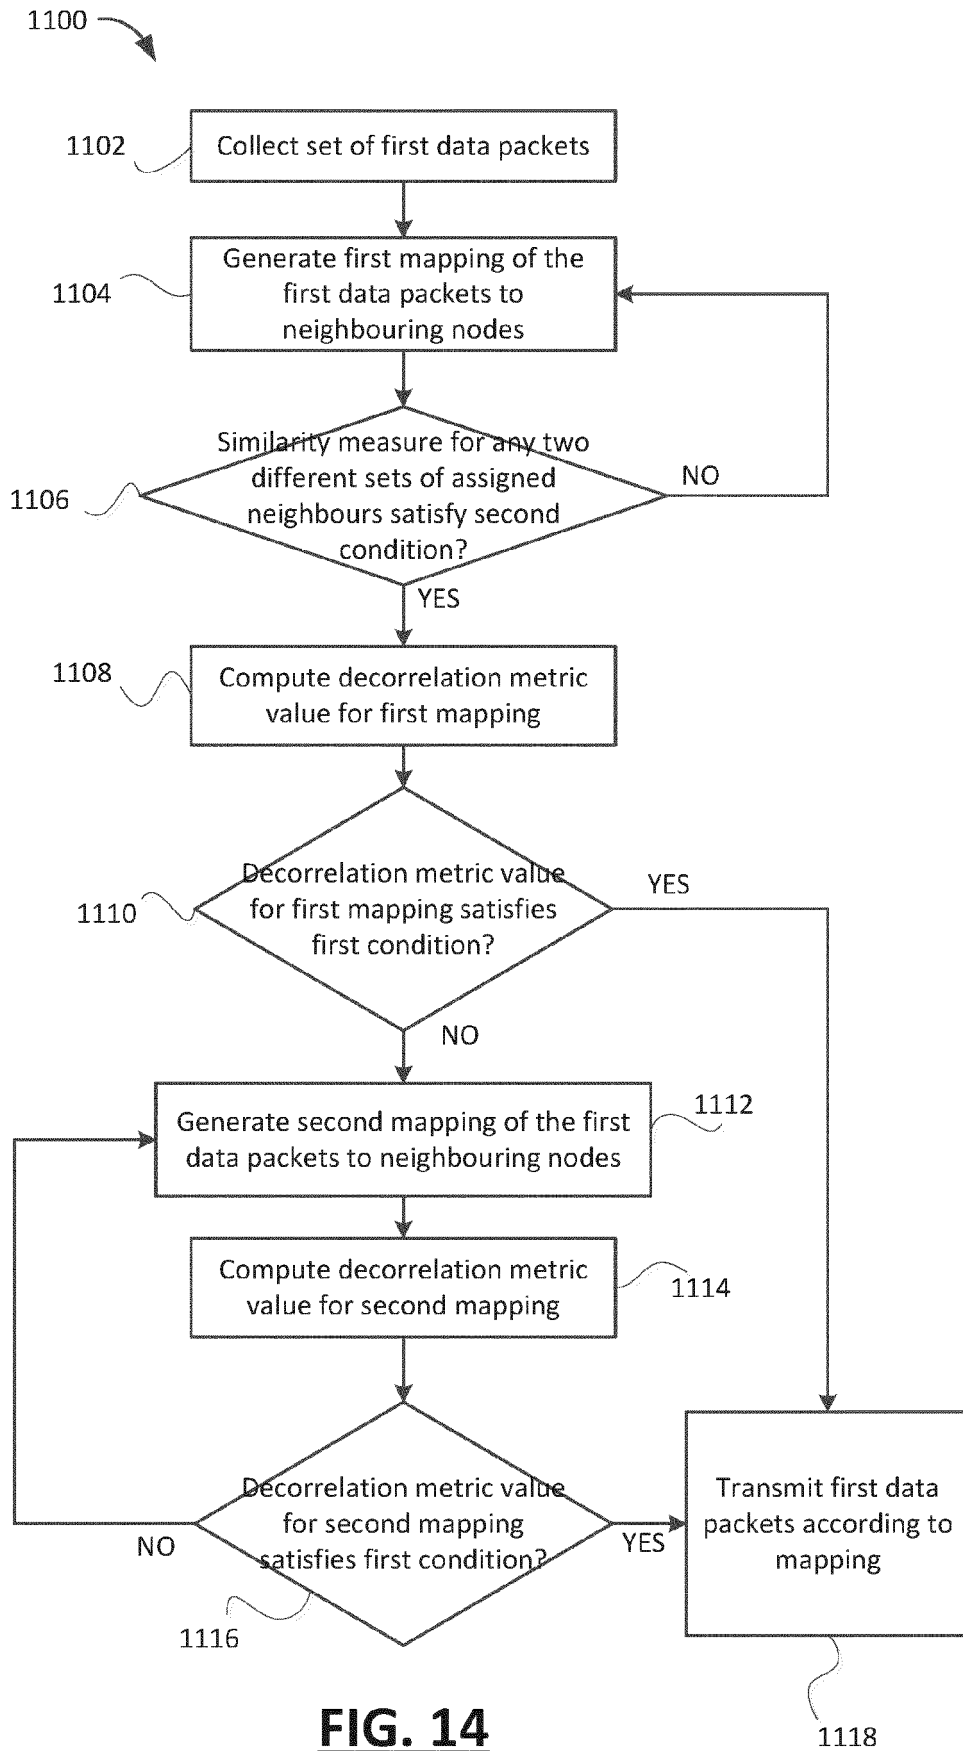 1100
1102
Collect set of first data packets
1104
Generate first mapping of the
first data packets to
neighbouring nodes
1106
Similarity measure for any two
different sets of assigned
neighbours satisfy second
condition?
NO
YES
1108
Compute decorrelation metric
value for first mapping
1110
Decorrelation metric value
for first mapping satisfies
first condition?
YES
NO
1112
Generate second mapping of the first
data packets to neighbouring nodes
1114
Compute decorrelation metric
value for second mapping
Decorrelation metric value
for second mapping
satisfies first condition?
NO
YES
1116
Transmit first data
packets according to
mapping
1118
FIG. 14